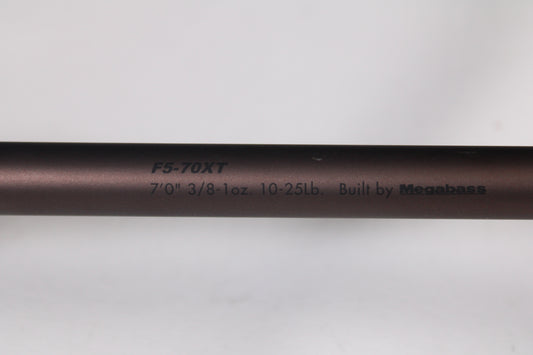 F5-70XT
7'0" 3/8-1oz. 10-25Lb. Built by Megabass